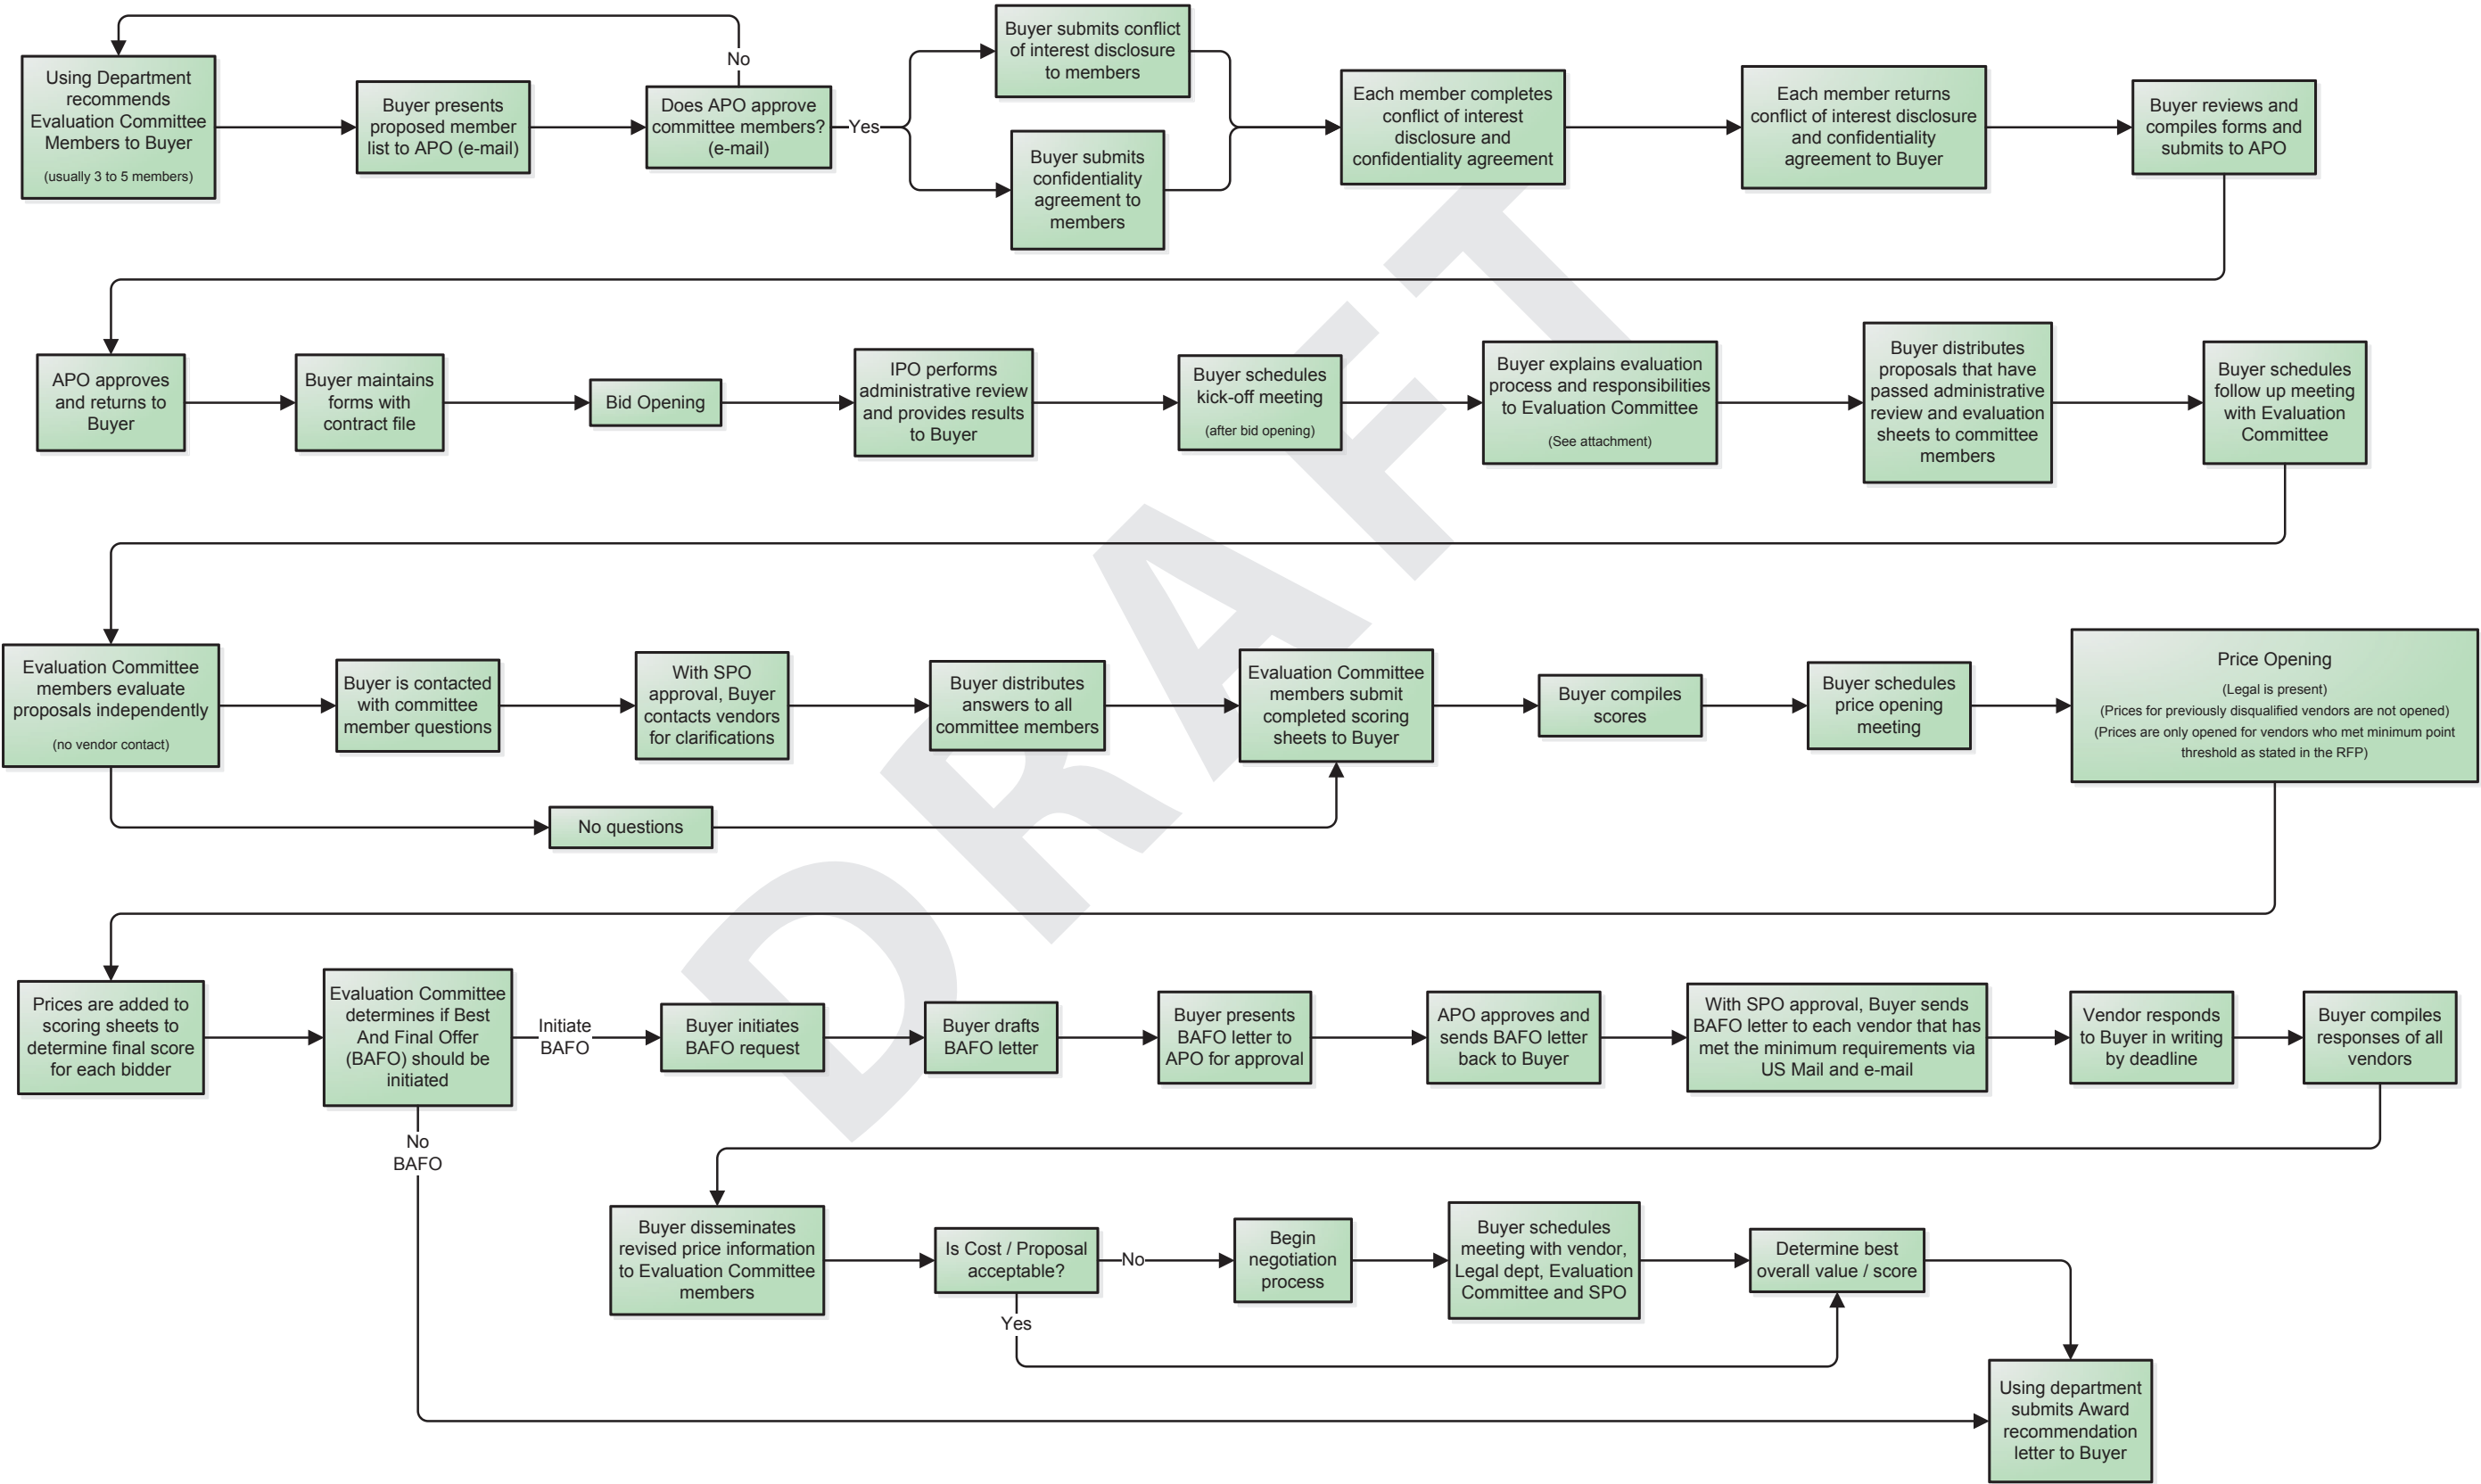 Using Department
recommends
Evaluation Committee
Members to Buyer
(usually 3 to 5 members)
Buyer presents
proposed member
list to APO (e-mail)
No
Does APO approve
committee members?
(e-mail)
Yes
Buyer submits conflict
of interest disclosure
to members
Buyer submits
confidentiality
agreement to
members
Each member completes
conflict of interest
disclosure and
confidentiality agreement
Each member returns
conflict of interest disclosure
and confidentiality
agreement to Buyer
Buyer reviews and
compiles forms and
submits to APO
APO approves
and returns to
Buyer
Buyer maintains
forms with
contract file
Bid Opening
IPO performs
administrative review
and provides results
to Buyer
Buyer schedules
kick-off meeting
(after bid opening)
Buyer explains evaluation
process and responsibilities
to Evaluation Committee
(See attachment)
Buyer distributes
proposals that have
passed administrative
review and evaluation
sheets to committee
members
Buyer schedules
follow up meeting
with Evaluation
Committee
Evaluation Committee
members evaluate
proposals independently
(no vendor contact)
Buyer is contacted
with committee
member questions
With SPO
approval, Buyer
contacts vendors
for clarifications
Buyer distributes
answers to all
committee members
Evaluation Committee
members submit
completed scoring
sheets to Buyer
Buyer compiles
scores
Buyer schedules
price opening
meeting
Price Opening
(Legal is present)
(Prices for previously disqualified vendors are not opened)
(Prices are only opened for vendors who met minimum point
threshold as stated in the RFP)
No questions
Prices are added to
scoring sheets to
determine final score
for each bidder
Evaluation Committee
determines if Best
And Final Offer
(BAFO) should be
initiated
Initiate
BAFO
Buyer initiates
BAFO request
Buyer drafts
BAFO letter
Buyer presents
BAFO letter to
APO for approval
APO approves and
sends BAFO letter
back to Buyer
With SPO approval, Buyer sends
BAFO letter to each vendor that has
met the minimum requirements via
US Mail and e-mail
Vendor responds
to Buyer in writing
by deadline
Buyer compiles
responses of all
vendors
No
BAFO
Buyer disseminates
revised price information
to Evaluation Committee
members
Is Cost / Proposal
acceptable?
No
Yes
Begin
negotiation
process
Buyer schedules
meeting with vendor,
Legal dept, Evaluation
Committee and SPO
Determine best
overall value / score
Using department
submits Award
recommendation
letter to Buyer
DRAFT